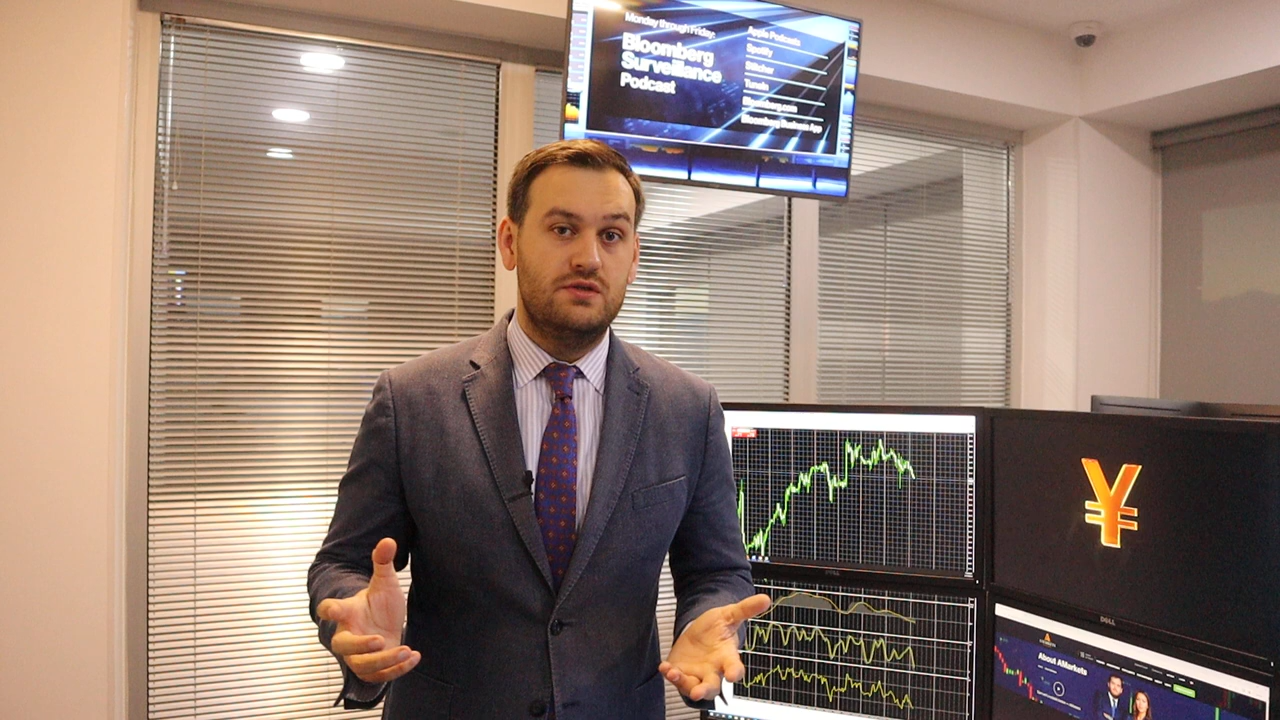 Monday through Friday:
Bloomberg
Surveillance
Podcast
Apple Podcasts
Spotify
Stitcher
TuneIn
Bloomberg.com
Bloomberg Business App
¥
DELL
DELL
About AMarkets